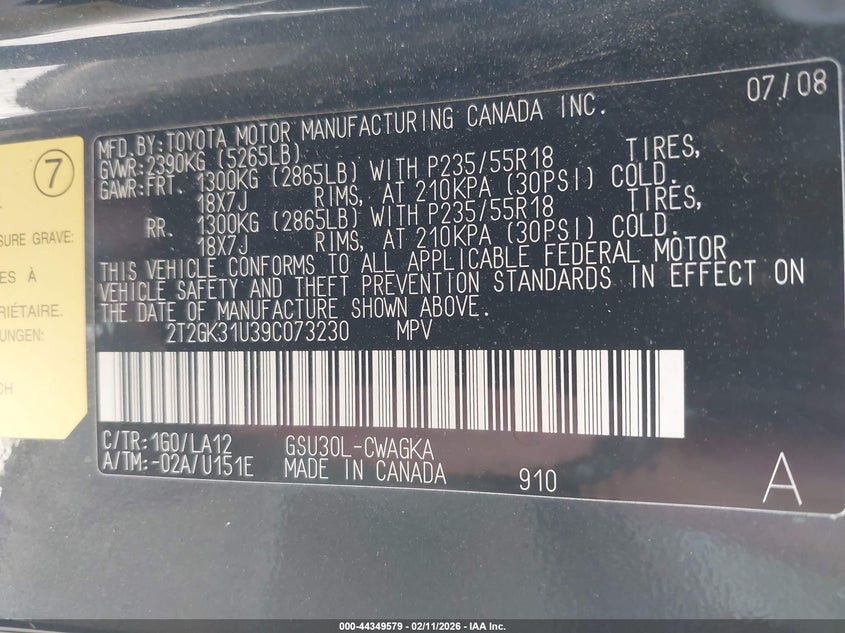 07/08
MFD.BY:TOYOTA MOTOR MANUFACTURING CANADA INC.
GVWR:2390KG (5265LB)
GAWR:FRT. 1300KG (2865LB) WITH P235/55R18 TIRES,
18X7J RIMS, AT 210KPA (30PSI) COLD.
RR. 1300KG (2865LB) WITH P235/55R18 TIRES,
18X7J RIMS, AT 210KPA (30PSI) COLD.
THIS VEHICLE CONFORMS TO ALL APPLICABLE FEDERAL MOTOR
VEHICLE SAFETY AND THEFT PREVENTION STANDARDS IN EFFECT ON
THE DATE OF MANUFACTURE SHOWN ABOVE.
2T2GK31U39C073230 MPV
C/TR:1G0/LA12 GSU30L-CWAGKA
A/TM:-02A/U151E MADE IN CANADA 910 A
7
SURE GRAVE:
ES À
RIÉTAIRE.
UNGEN:
CH
000-44349579 - 02/11/2026 - IAA Inc.